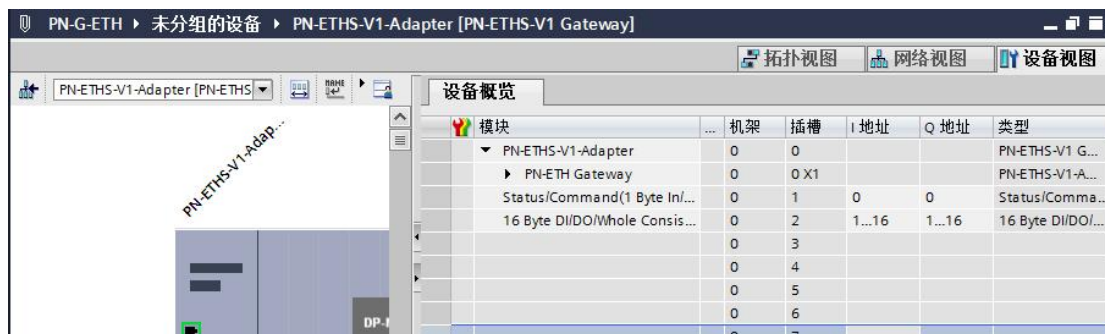 PN-G-ETH ▸ 未分组的设备 ▸ PN-ETHS-V1-Adapter [PN-ETHS-V1 Gateway]
拓扑视图 网络视图 设备视图
PN-ETHS-V1-Adapter [PN-ETHS
设备概览
PN-ETHS-V1-Adap...
模块 ... 机架 插槽 I 地址 Q 地址 类型
PN-ETHS-V1-Adapter 0 0 PN-ETHS-V1 G...
PN-ETH Gateway 0 0 X1 PN-ETHS-V1-A...
Status/Command(1 Byte In/... 0 1 0 0 Status/Comma...
16 Byte DI/DO/Whole Consis... 0 2 1...16 1...16 16 Byte DI/DO/...
0 3
0 4
0 5
0 6